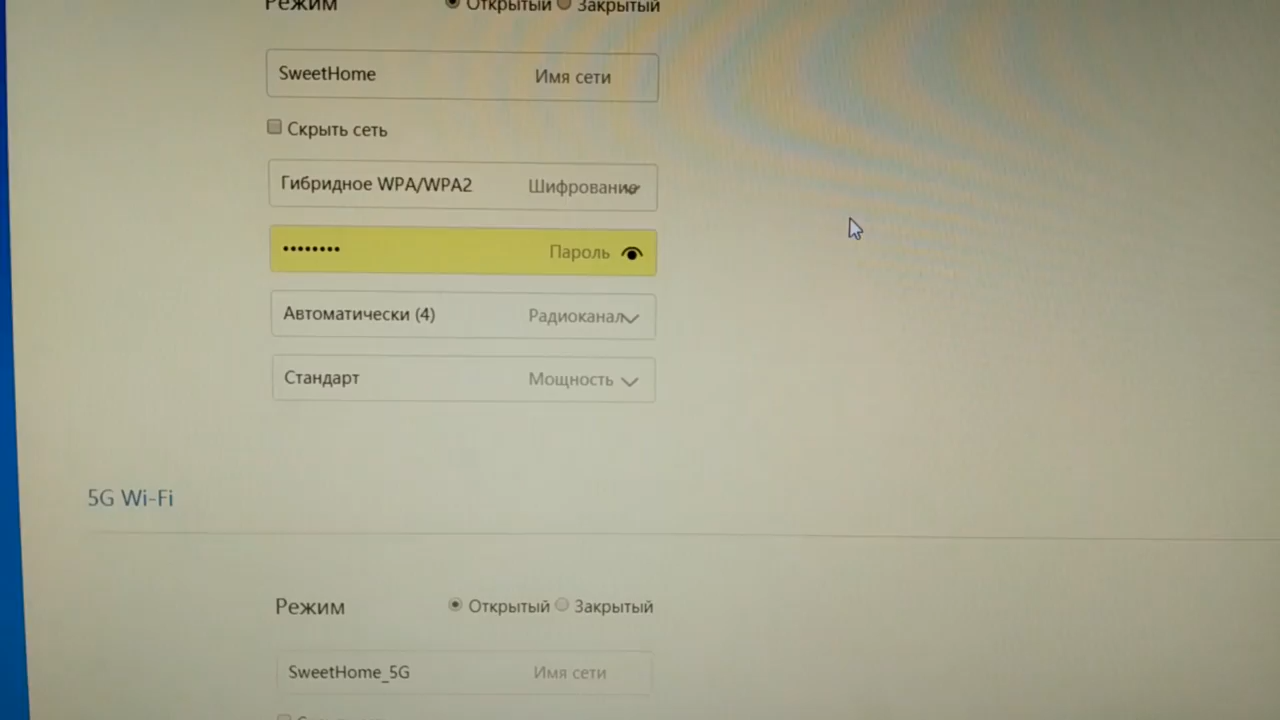 Режим Открытый Закрытый
SweetHome Имя сети
Скрыть сеть
Гибридное WPA/WPA2 Шифрование
•••••••• Пароль
Автоматически (4) Радиоканал
Стандарт Мощность
5G Wi-Fi
Режим Открытый Закрытый
SweetHome_5G Имя сети